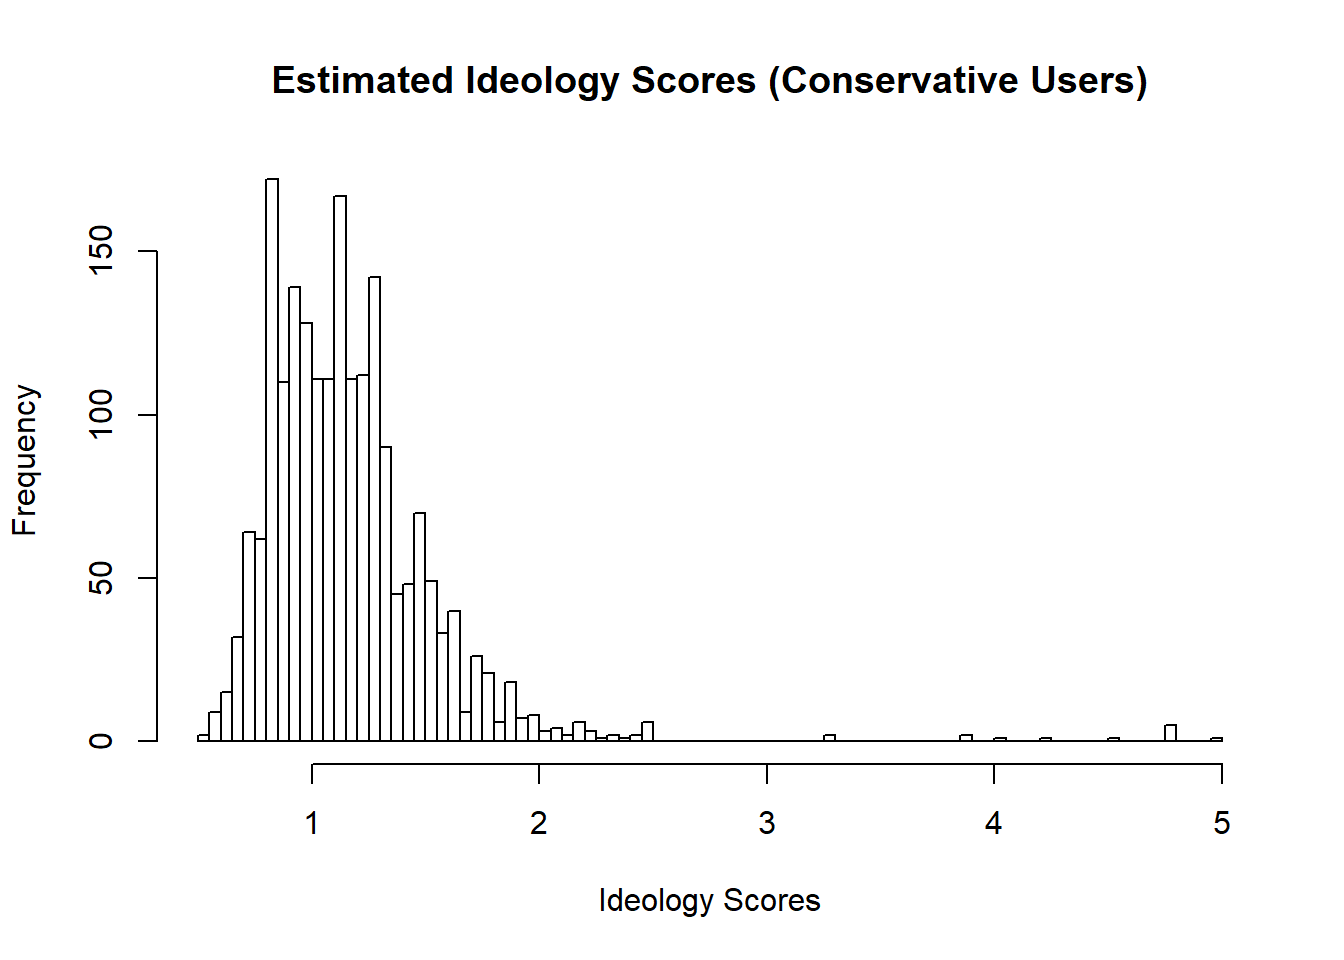 Estimated Ideology Scores (Conservative Users)
150
100
50
0
Frequency
1 2 3 4 5
Ideology Scores